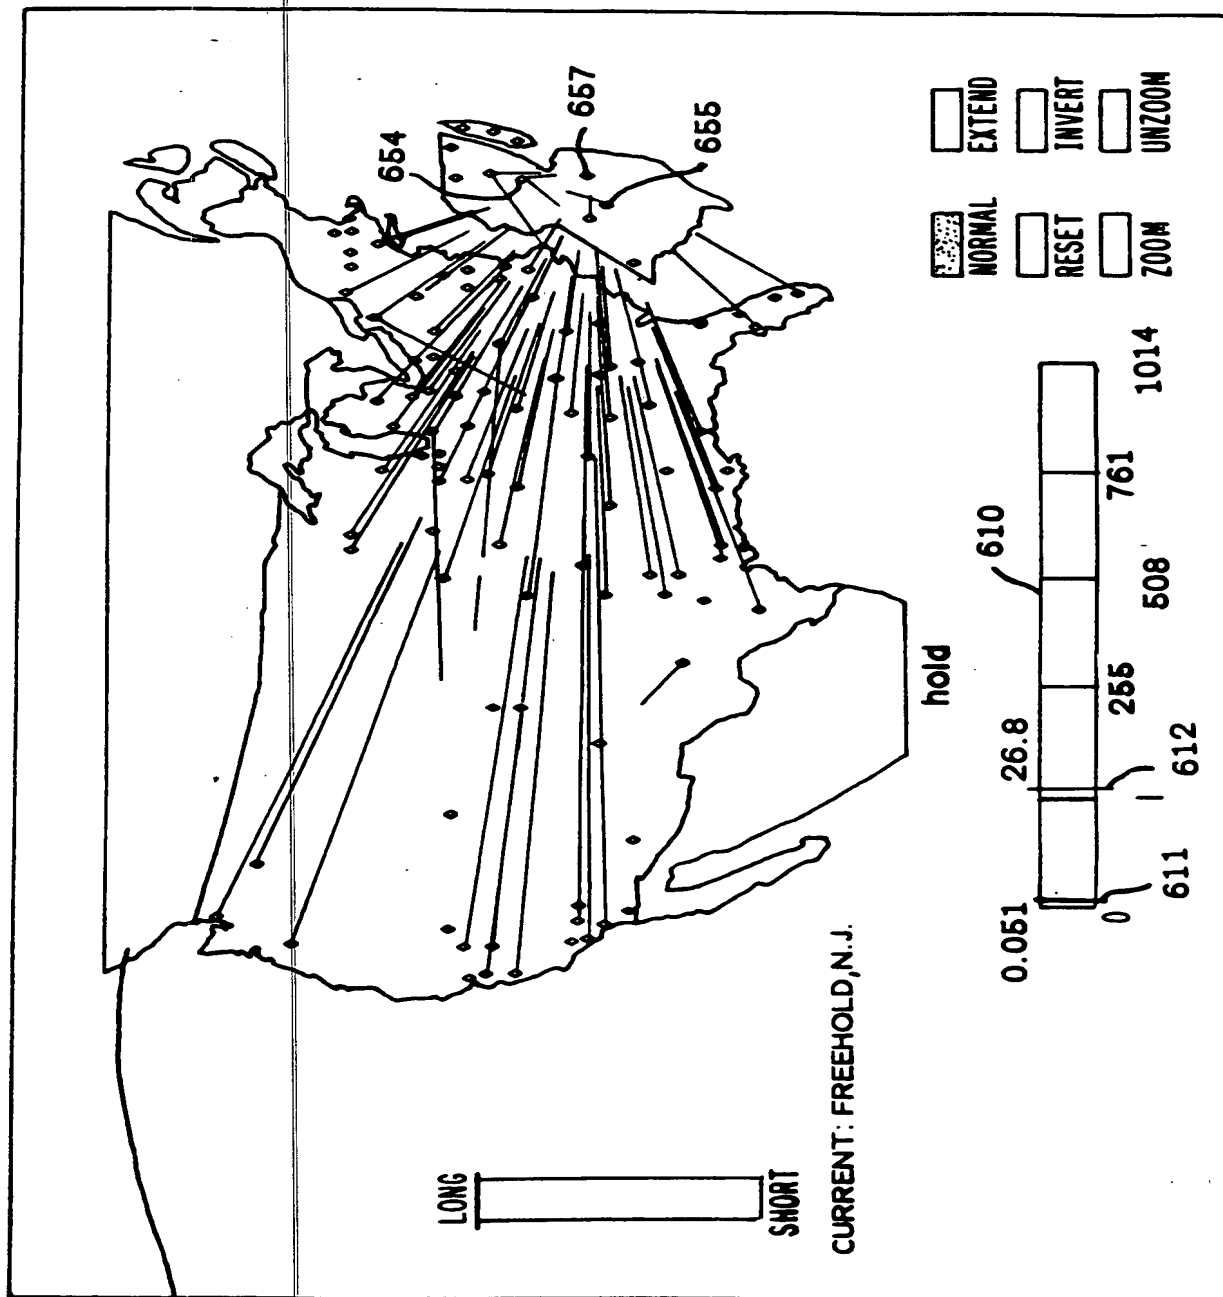 654
657
655
LONG
SHORT
CURRENT: FREEHOLD, N.J.
hold
NORMAL
EXTEND
RESET
INVERT
ZOOM
UNZOOM
610
0.051
26.8
0
1
255
508
761
1014
611
612